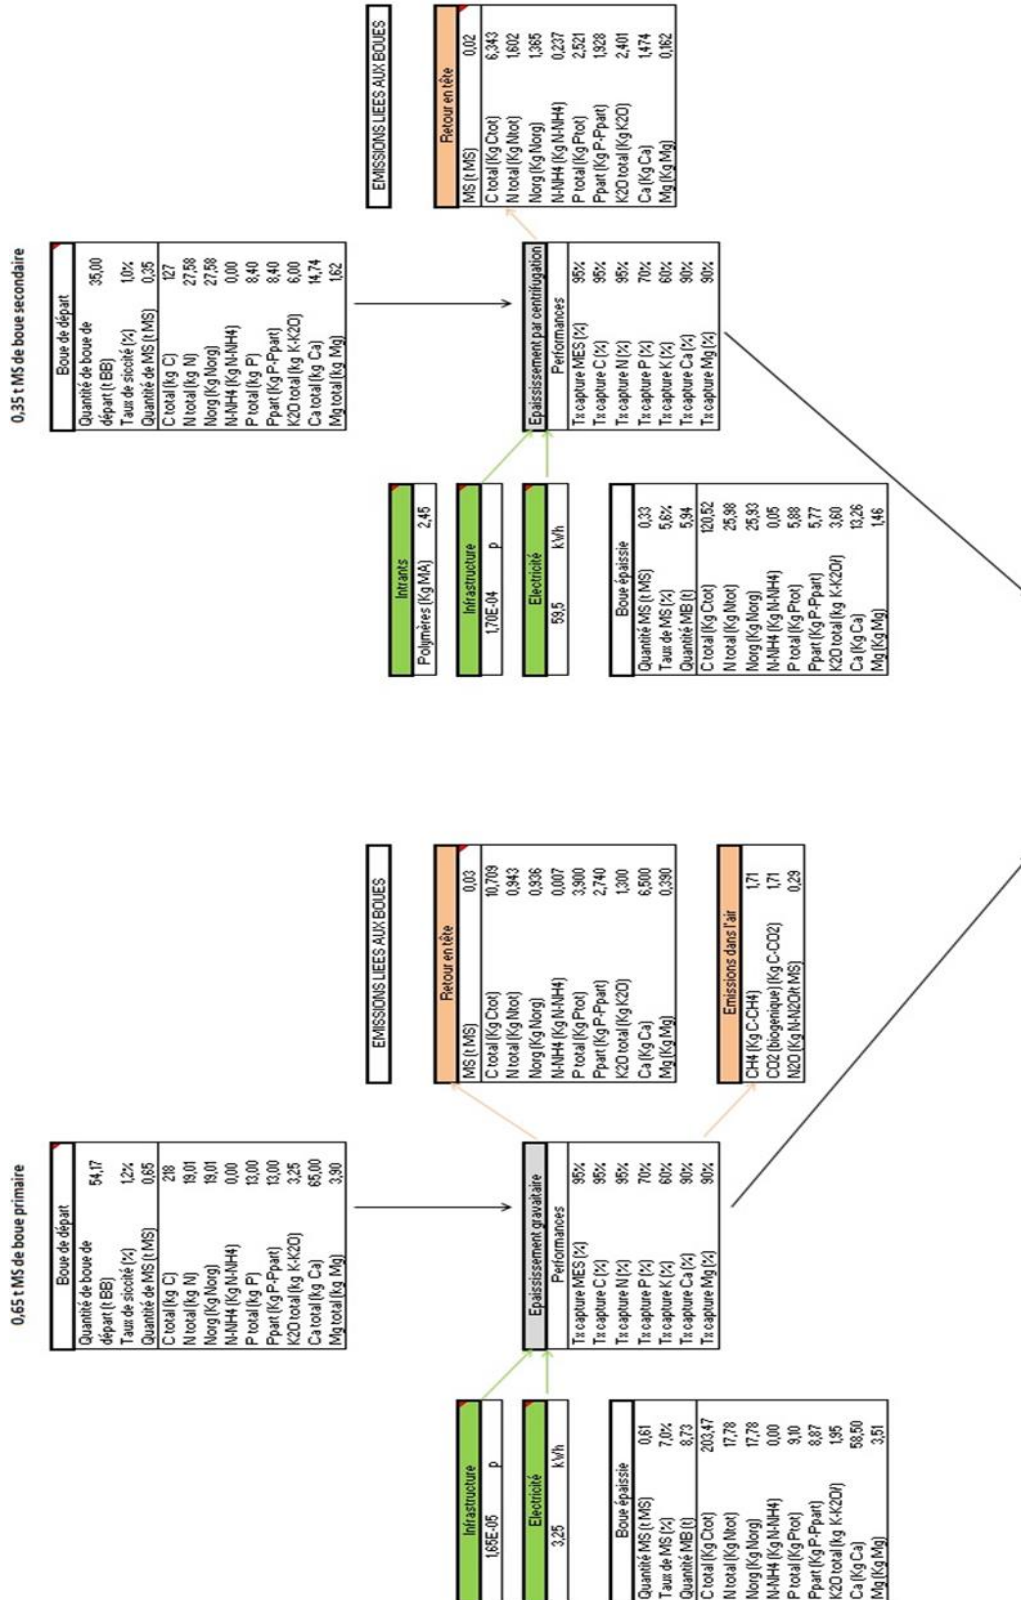 0,65 t MS de boue primaire
Boue de départ
Quantité de boue de
départ (t BB) 54,17
Taux de siccité (%) 1,2%
Quantité de MS (t MS) 0,65
C total (kg C) 218
N total (kg N) 19,01
Norg (Kg Norg) 19,01
N-NH4 (Kg N-NH4) 0,00
P total (kg P) 13,00
Ppart (Kg P-Ppart) 13,00
K2O total (kg K-K2O) 3,25
Ca total (kg Ca) 65,00
Mg total (kg Mg) 3,90
EMISSIONS LIEES AUX BOUES
Retour en tête
MS (t MS) 0,03
C total (Kg Ctot) 10,709
N total (Kg Ntot) 0,943
Norg (Kg Norg) 0,936
N-NH4 (Kg N-NH4) 0,007
P total (Kg Ptot) 3,900
Ppart (Kg P-Ppart) 2,740
K2O total (Kg K2O) 1,300
Ca (Kg Ca) 6,500
Mg (Kg Mg) 0,390
Infrastructure
1,65E-05 p
Electricité
3,25 kWh
Epaississement gravaitaire
Performances
Tx capture MES (%) 95%
Tx capture C (%) 95%
Tx capture N (%) 95%
Tx capture P (%) 70%
Tx capture K (%) 60%
Tx capture Ca (%) 90%
Tx capture Mg (%) 90%
Boue épaissie
Quantité MS (t MS) 0,61
Taux de MS (%) 7,0%
Quantité MB (t) 8,73
C total (Kg Ctot) 203,47
N total (Kg Ntot) 17,78
Norg (Kg Norg) 17,78
N-NH4 (Kg N-NH4) 0,00
P total (Kg Ptot) 9,10
Ppart (Kg P-Ppart) 8,87
K2O total (kg K-K2O/) 1,95
Ca (Kg Ca) 58,50
Mg (Kg Mg) 3,51
Emissions dans l'air
CH4 (Kg C-CH4) 1,71
CO2 (biogenique) (Kg C-CO2) 1,71
N2O (Kg N-N2O/t MS) 0,29
0,35 t MS de boue secondaire
Boue de départ
Quantité de boue de
départ (t BB) 35,00
Taux de siccité (%) 1,0%
Quantité de MS (t MS) 0,35
C total (kg C) 127
N total (kg N) 27,58
Norg (Kg Norg) 27,58
N-NH4 (Kg N-NH4) 0,00
P total (kg P) 8,40
Ppart (Kg P-Ppart) 8,40
K2O total (kg K-K2O) 6,00
Ca total (kg Ca) 14,74
Mg total (kg Mg) 1,62
EMISSIONS LIEES AUX BOUES
Retour en tête
MS (t MS) 0,02
C total (Kg Ctot) 6,343
N total (Kg Ntot) 1,602
Norg (Kg Norg) 1,365
N-NH4 (Kg N-NH4) 0,237
P total (Kg Ptot) 2,521
Ppart (Kg P-Ppart) 1,928
K2O total (Kg K2O) 2,401
Ca (Kg Ca) 1,474
Mg (Kg Mg) 0,162
Intrants
Polymères (Kg MA) 2,45
Infrastructure
1,70E-04 p
Electricité
59,5 kWh
Epaississement par centrifugation
Performances
Tx capture MES (%) 95%
Tx capture C (%) 95%
Tx capture N (%) 95%
Tx capture P (%) 70%
Tx capture K (%) 60%
Tx capture Ca (%) 90%
Tx capture Mg (%) 90%
Boue épaissie
Quantité MS (t MS) 0,33
Taux de MS (%) 5,6%
Quantité MB (t) 5,94
C total (Kg Ctot) 120,52
N total (Kg Ntot) 25,98
Norg (Kg Norg) 25,93
N-NH4 (Kg N-NH4) 0,05
P total (Kg Ptot) 5,88
Ppart (Kg P-Ppart) 5,77
K2O total (kg K-K2O/) 3,60
Ca (Kg Ca) 13,26
Mg (Kg Mg) 1,46